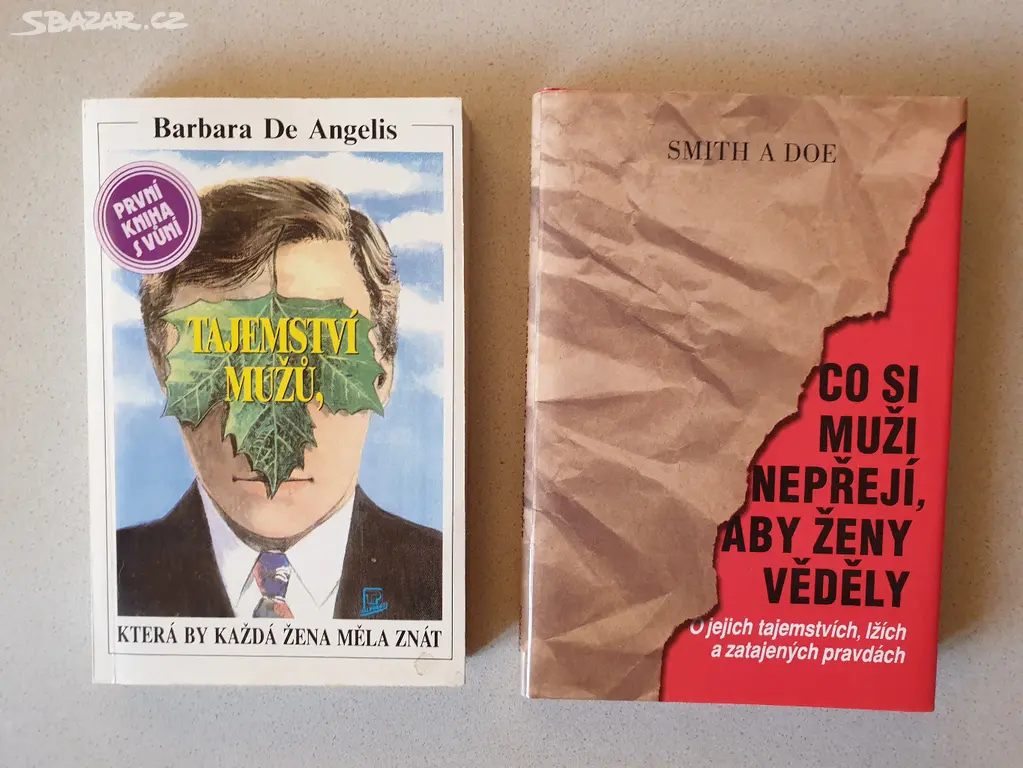 SBAZAR.CZ
Barbara De Angelis
PRVNÍ
KNIHA
S VŮNÍ
TAJEMSTVÍ
MUŽŮ,
KTERÁ BY KAŽDÁ ŽENA MĚLA ZNÁT
SMITH A DOE
CO SI
MUŽI
NEPŘEJÍ,
ABY ŽENY
VĚDĚLY
O jejich tajemstvích, lžích
a zatajených pravdách